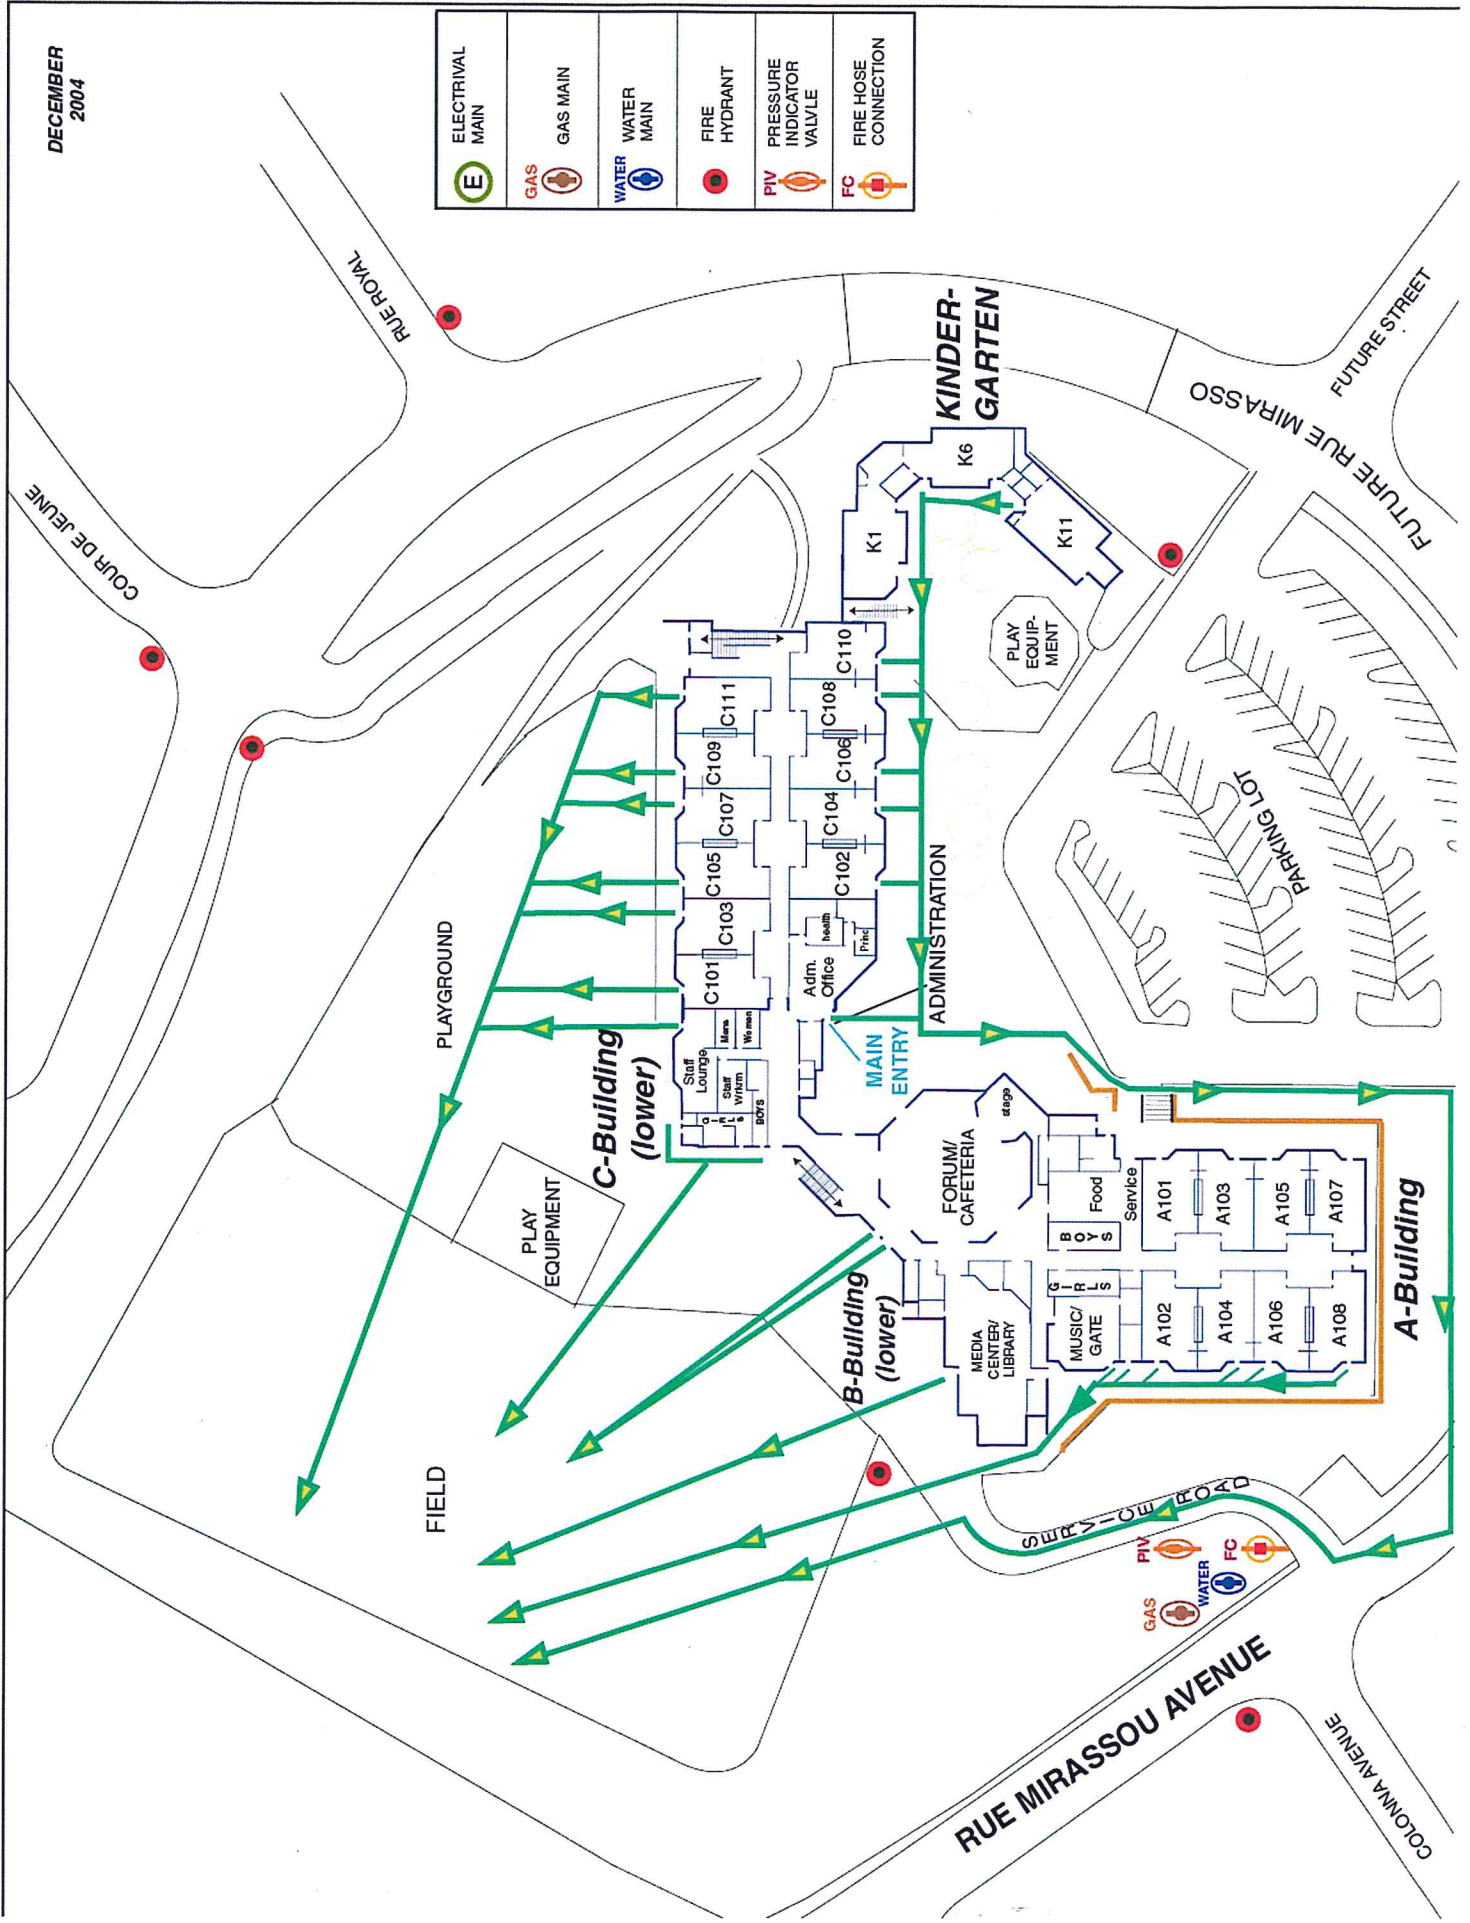 DECEMBER
2004
E
ELECTRIVAL
MAIN
GAS
GAS MAIN
WATER
WATER
MAIN
FIRE
HYDRANT
PIV
PRESSURE
INDICATOR
VALVLE
FC
FIRE HOSE
CONNECTION
RUE ROYAL
COUR DE JEUNE
KINDER-
GARTEN
FUTURE STREET
FUTURE RUE MIRASSO
K1
K6
K11
PLAY
EQUIP-
MENT
PARKING LOT
C111
C109
C107
C105
C103
C101
C110
C108
C106
C104
C102
health
Princ
Adm.
Office
ADMINISTRATION
MAIN
ENTRY
PLAYGROUND
C-Building
(lower)
Staff
Lounge
Mens
Women
Staff
Wrkrm
GIRLS
BOYS
PLAY
EQUIPMENT
stage
FORUM/
CAFETERIA
Food
Service
BOYS
GIRLS
MUSIC/
GATE
MEDIA
CENTER/
LIBRARY
B-Building
(lower)
A101
A103
A105
A107
A102
A104
A106
A108
A-Building
FIELD
SERVICE ROAD
PIV
FC
WATER
GAS
RUE MIRASSOU AVENUE
COLONNA AVENUE